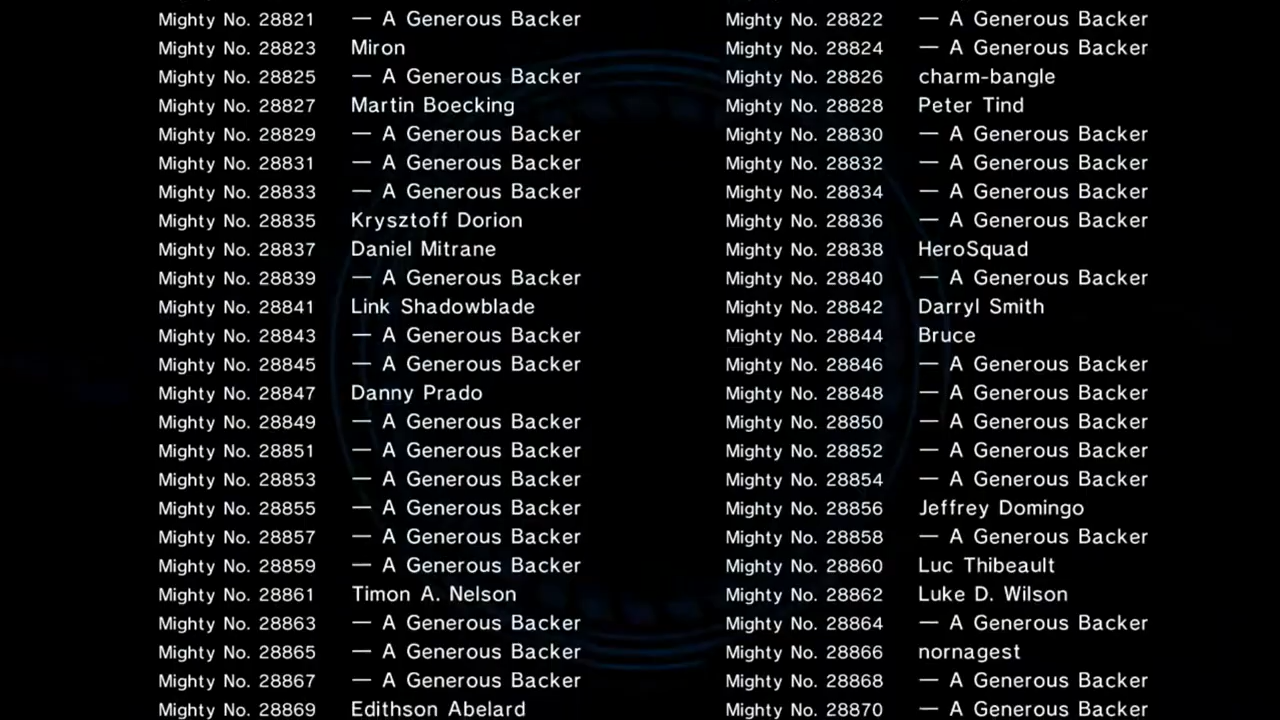 Mighty No. 28821 — A Generous Backer Mighty No. 28822 — A Generous Backer
Mighty No. 28823 Miron Mighty No. 28824 — A Generous Backer
Mighty No. 28825 — A Generous Backer Mighty No. 28826 charm-bangle
Mighty No. 28827 Martin Boecking Mighty No. 28828 Peter Tind
Mighty No. 28829 — A Generous Backer Mighty No. 28830 — A Generous Backer
Mighty No. 28831 — A Generous Backer Mighty No. 28832 — A Generous Backer
Mighty No. 28833 — A Generous Backer Mighty No. 28834 — A Generous Backer
Mighty No. 28835 Krysztoff Dorion Mighty No. 28836 — A Generous Backer
Mighty No. 28837 Daniel Mitrane Mighty No. 28838 HeroSquad
Mighty No. 28839 — A Generous Backer Mighty No. 28840 — A Generous Backer
Mighty No. 28841 Link Shadowblade Mighty No. 28842 Darryl Smith
Mighty No. 28843 — A Generous Backer Mighty No. 28844 Bruce
Mighty No. 28845 — A Generous Backer Mighty No. 28846 — A Generous Backer
Mighty No. 28847 Danny Prado Mighty No. 28848 — A Generous Backer
Mighty No. 28849 — A Generous Backer Mighty No. 28850 — A Generous Backer
Mighty No. 28851 — A Generous Backer Mighty No. 28852 — A Generous Backer
Mighty No. 28853 — A Generous Backer Mighty No. 28854 — A Generous Backer
Mighty No. 28855 — A Generous Backer Mighty No. 28856 Jeffrey Domingo
Mighty No. 28857 — A Generous Backer Mighty No. 28858 — A Generous Backer
Mighty No. 28859 — A Generous Backer Mighty No. 28860 Luc Thibeault
Mighty No. 28861 Timon A. Nelson Mighty No. 28862 Luke D. Wilson
Mighty No. 28863 — A Generous Backer Mighty No. 28864 — A Generous Backer
Mighty No. 28865 — A Generous Backer Mighty No. 28866 nornagest
Mighty No. 28867 — A Generous Backer Mighty No. 28868 — A Generous Backer
Mighty No. 28869 Edithson Abelard Mighty No. 28870 — A Generous Backer